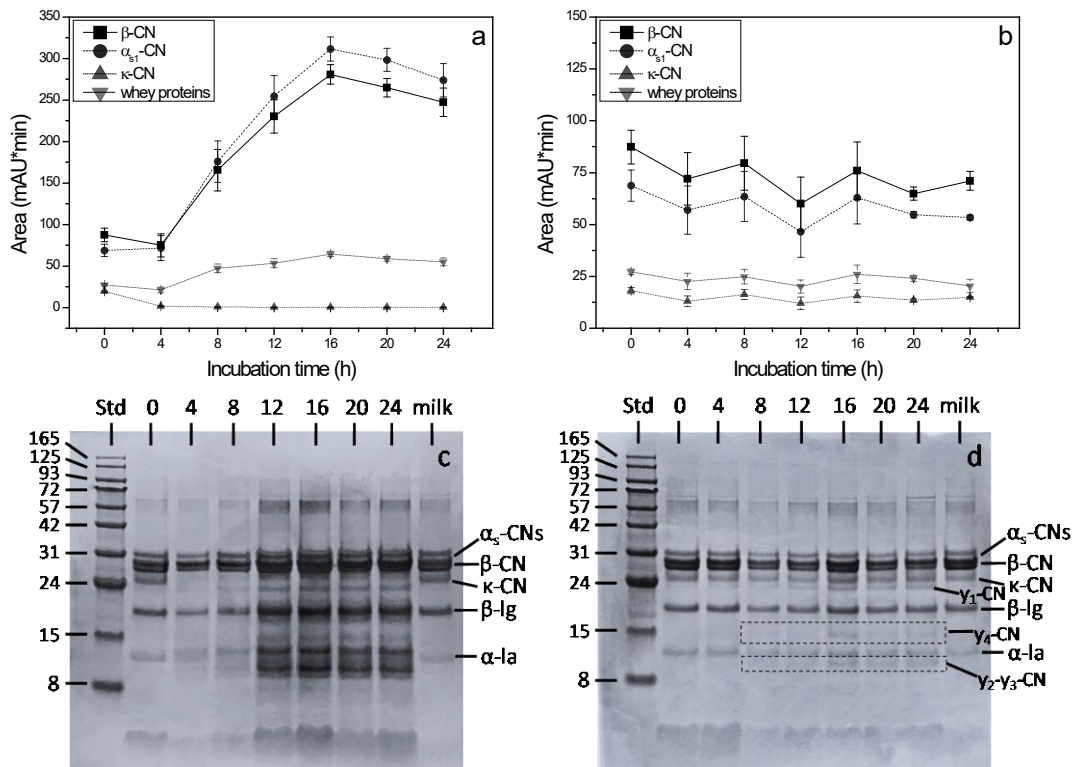 a
β-CN
αs1-CN
κ-CN
whey proteins
Area (mAU*min)
350
300
250
200
150
100
50
0
0 4 8 12 16 20 24
Incubation time (h)
b
β-CN
αs1-CN
κ-CN
whey proteins
Area (mAU*min)
150
125
100
75
50
25
0
0 4 8 12 16 20 24
Incubation time (h)
Std 0 4 8 12 16 20 24 milk
c
165
125
93
72
57
42
31
24
15
8
αs-CNs
β-CN
κ-CN
β-lg
α-la
Std 0 4 8 12 16 20 24 milk
d
165
125
93
72
57
42
31
24
15
8
αs-CNs
β-CN
κ-CN
γ1-CN
β-lg
γ4-CN
α-la
γ2-γ3-CN